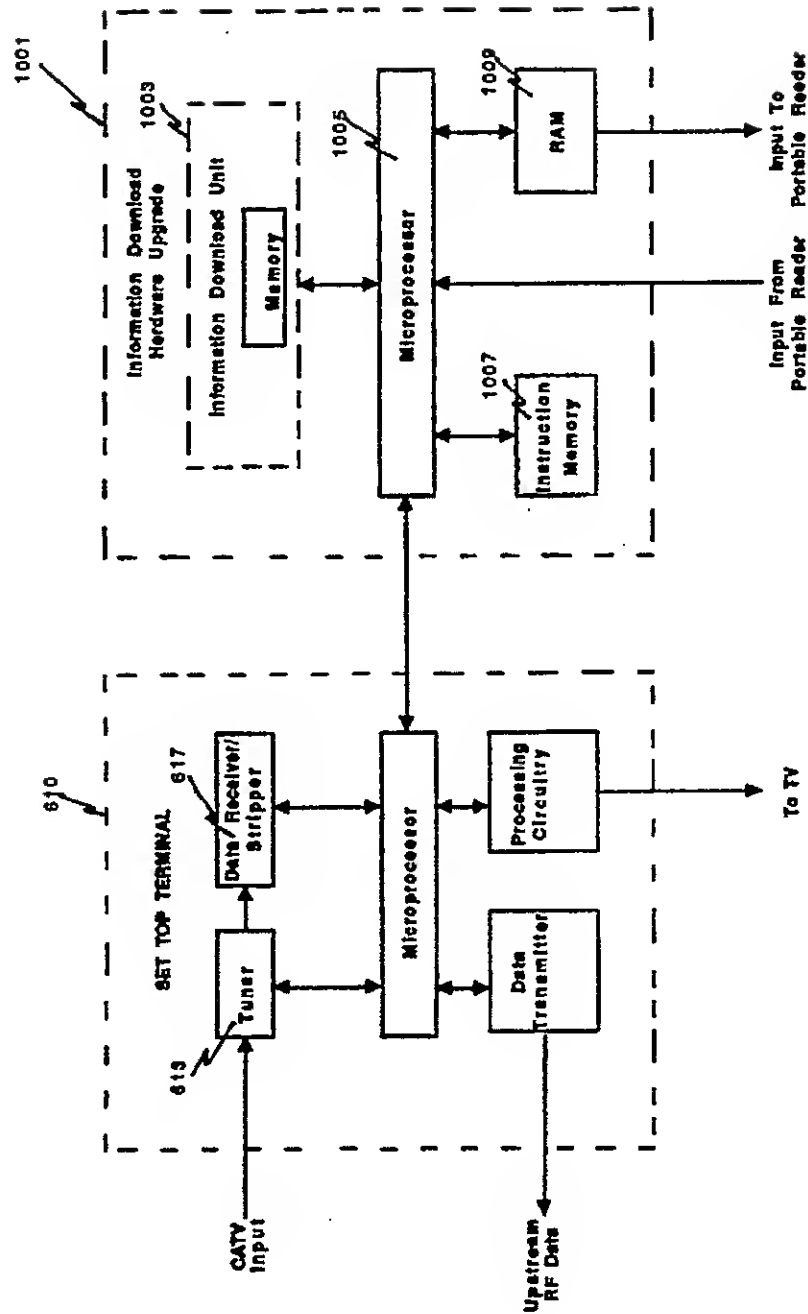 610
SET TOP TERMINAL
613
617
CATV
Input
Tuner
Data Receiver/
Stripper
Microprocessor
Data
Transmitter
Processing
Circuitry
Upstream
RF Data
To TV
1001
Information Download
Hardware Upgrade
1003
Information Download Unit
Memory
1005
Microprocessor
1007
Instruction
Memory
1009
RAM
Input From
Portable Reader
Input To
Portable Reader